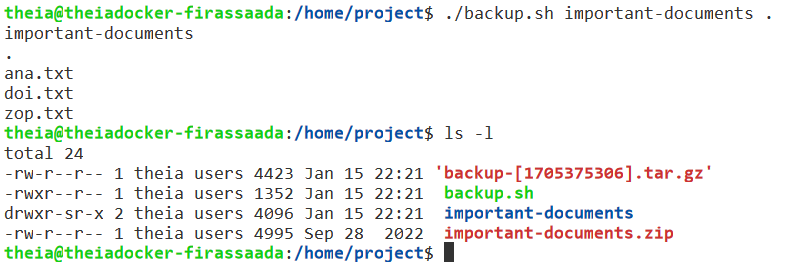 theia@theiadocker-firassaada:/home/project$ ./backup.sh important-documents .
important-documents
.
ana.txt
doi.txt
zop.txt
theia@theiadocker-firassaada:/home/project$ ls -l
total 24
-rw-r--r-- 1 theia users 4423 Jan 15 22:21 'backup-[1705375306].tar.gz'
-rwxr--r-- 1 theia users 1352 Jan 15 22:21 backup.sh
drwxr-sr-x 2 theia users 4096 Jan 15 22:21 important-documents
-rw-r--r-- 1 theia users 4995 Sep 28  2022 important-documents.zip
theia@theiadocker-firassaada:/home/project$